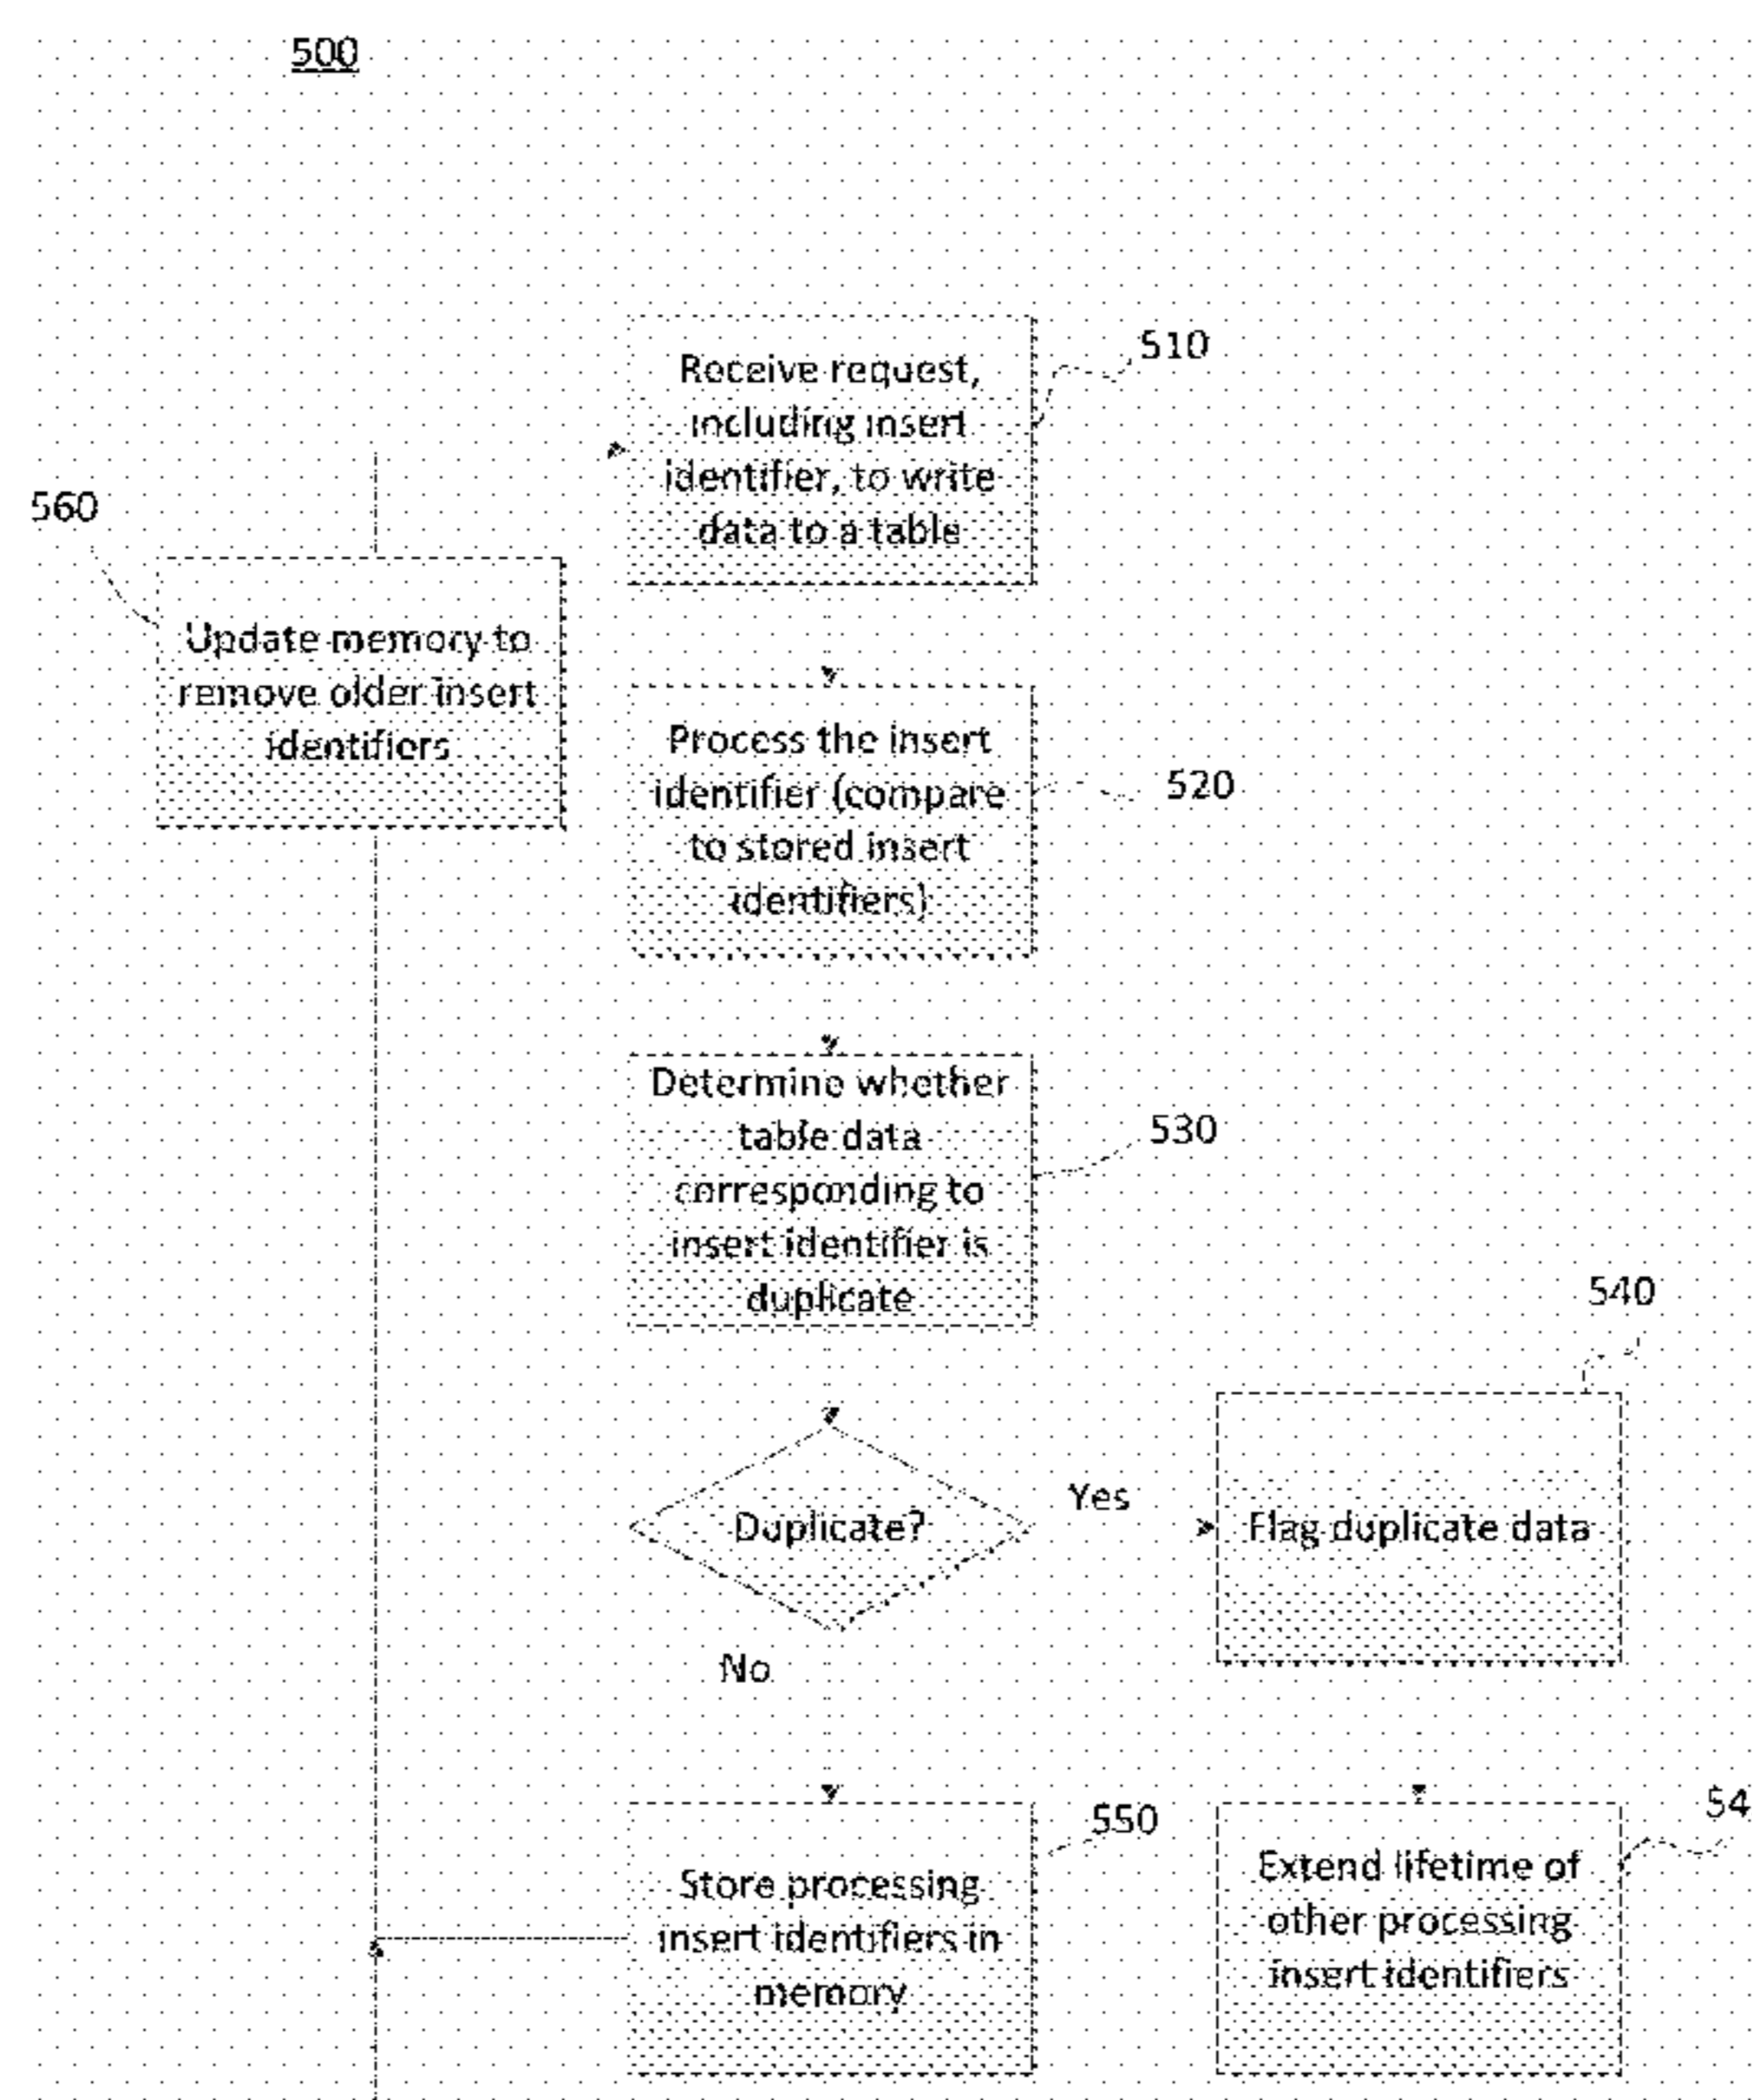 500
510
Receive request,
including insert
identifier, to write
data to a table
560
Update memory to
remove older insert
identifiers
Process the insert
identifier (compare
to stored insert
identifiers)
520
Determine whether
table data
corresponding to
insert identifier is
duplicate
530
540
Duplicate?
Yes
Flag duplicate data
No
550
Store processing
insert identifiers in
memory
54
Extend lifetime of
other processing
insert identifiers